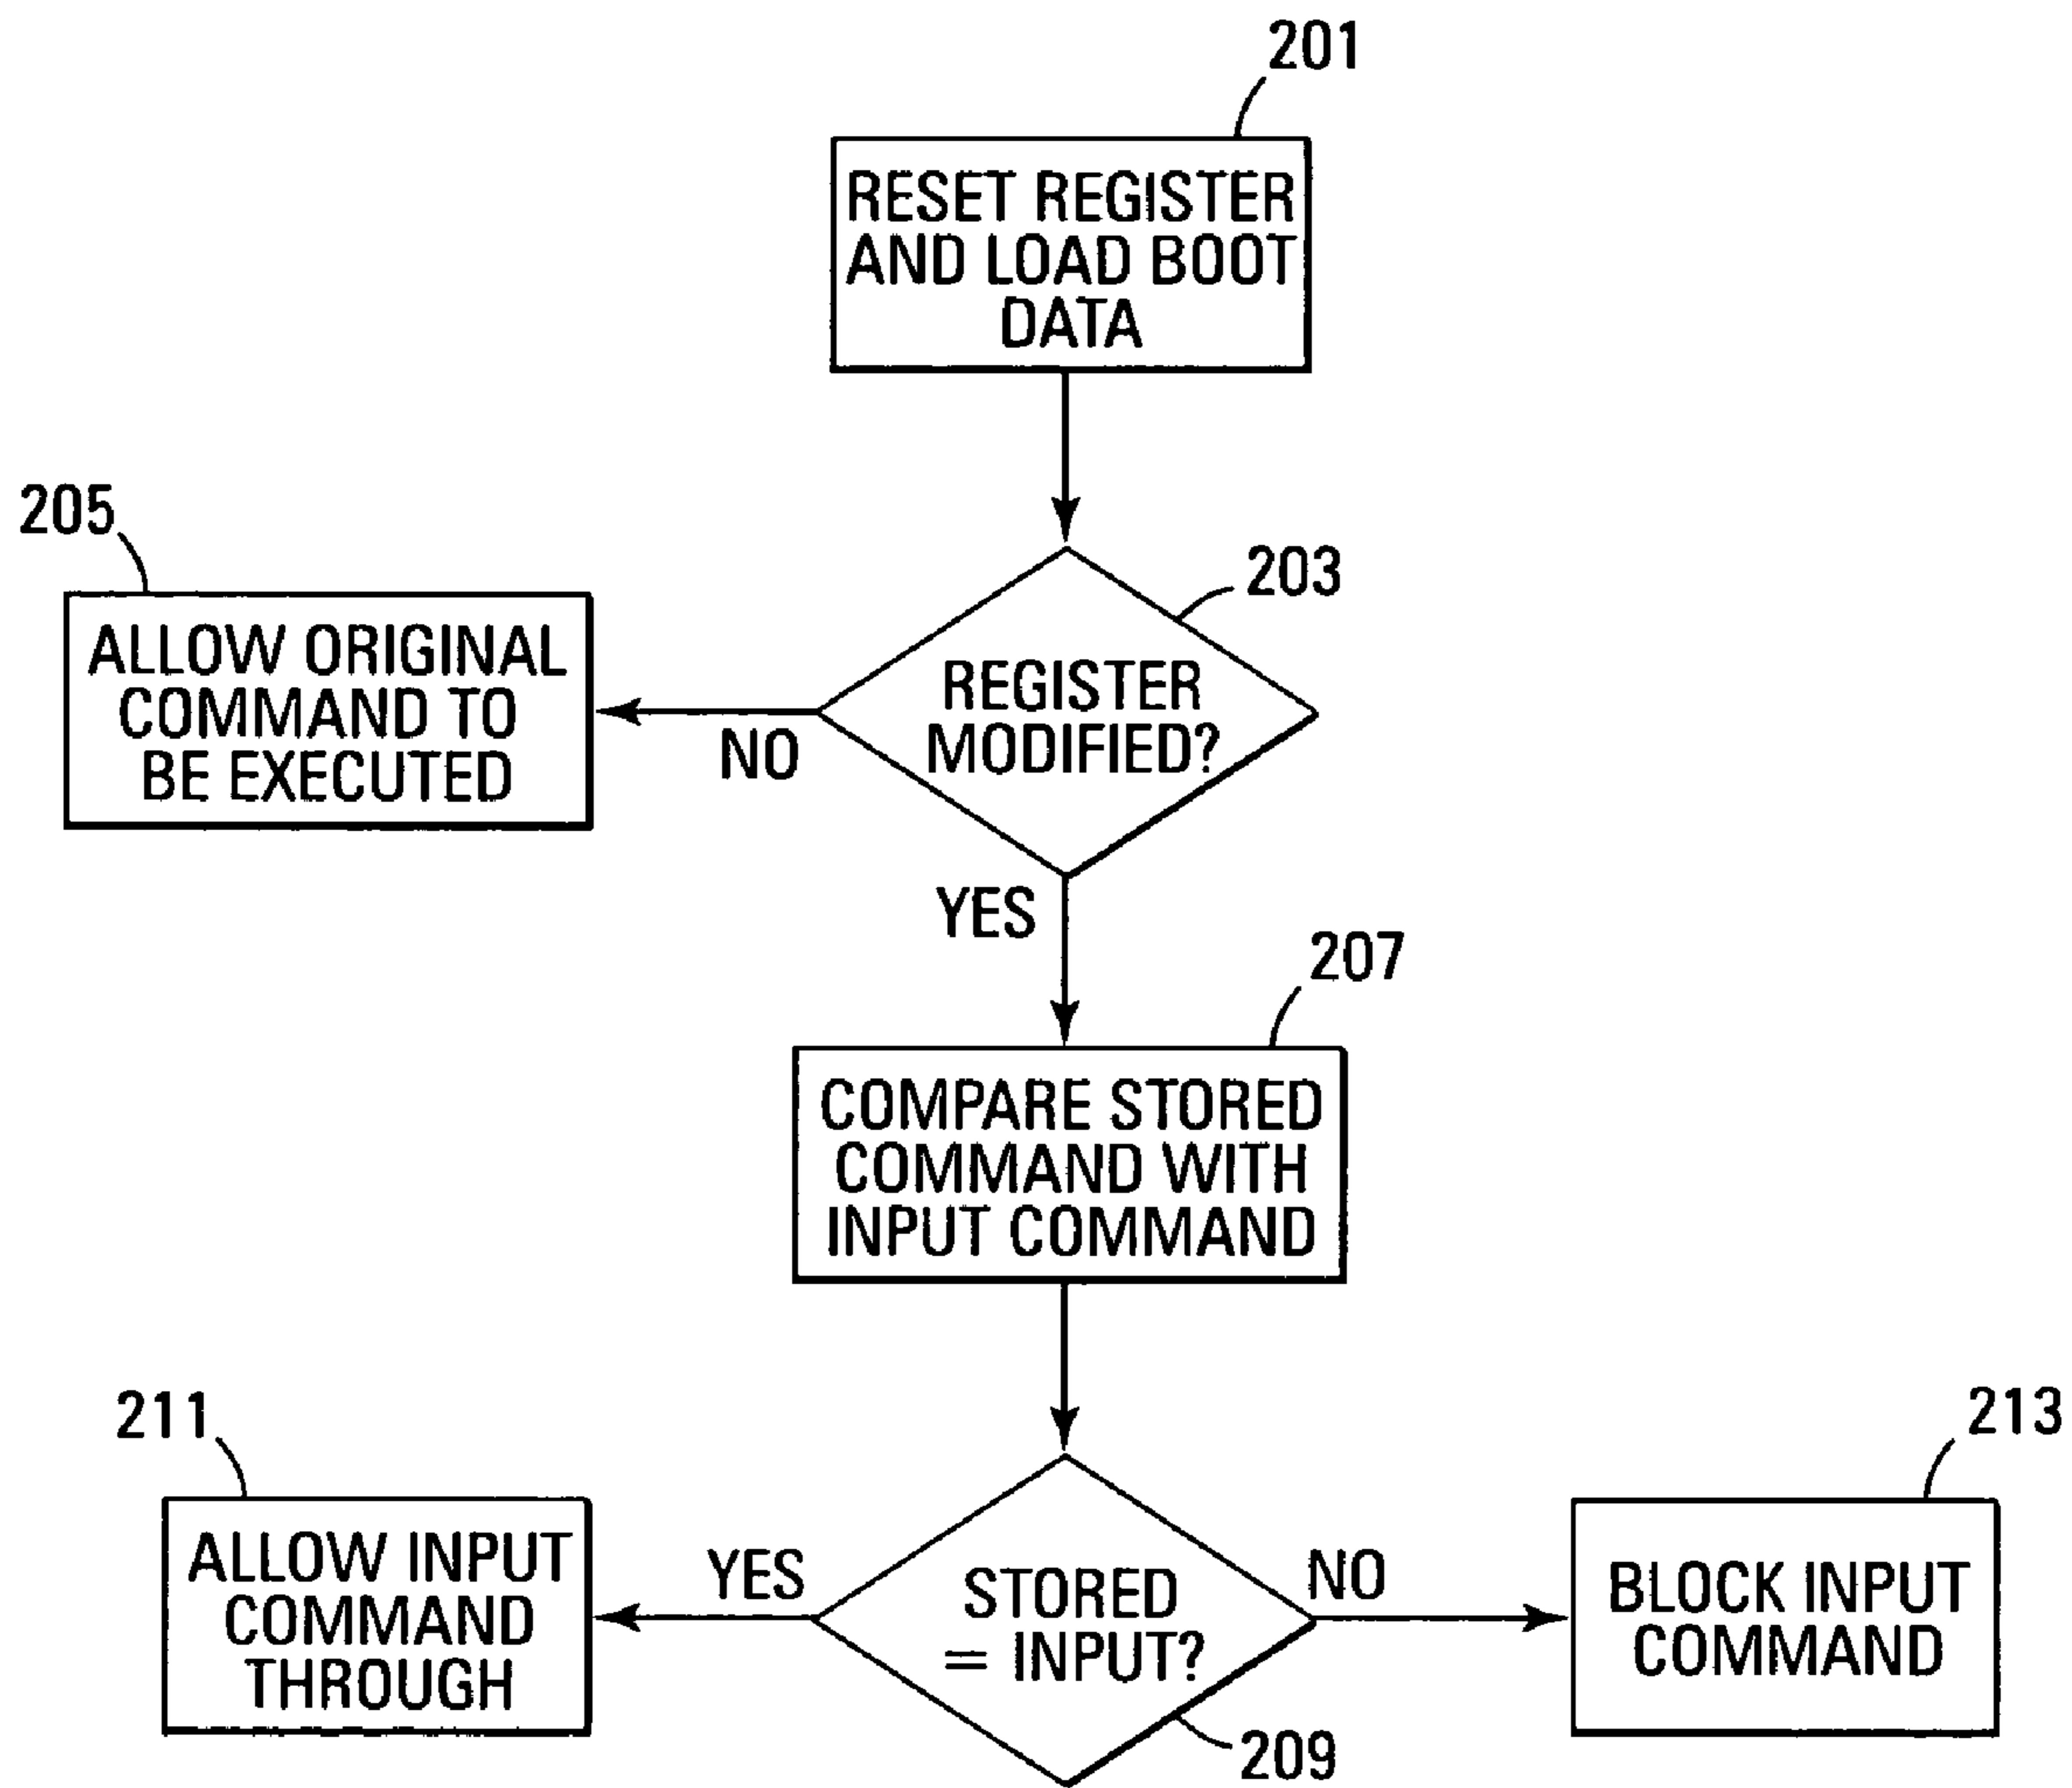 201
RESET REGISTER
AND LOAD BOOT
DATA
205
203
ALLOW ORIGINAL
COMMAND TO
BE EXECUTED
NO
REGISTER
MODIFIED?
YES
207
COMPARE STORED
COMMAND WITH
INPUT COMMAND
211
213
ALLOW INPUT
COMMAND
THROUGH
YES
STORED
= INPUT?
NO
BLOCK INPUT
COMMAND
209